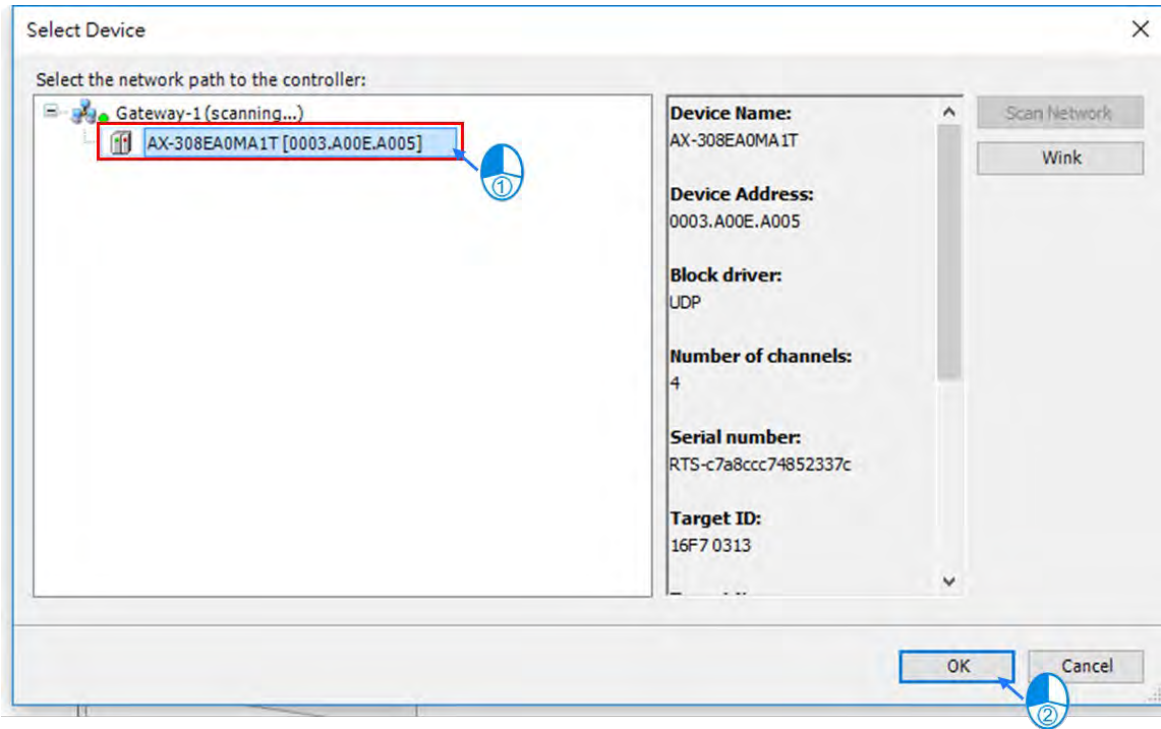 Select Device
Select the network path to the controller:
Gateway-1 (scanning...)
AX-308EA0MA1T [0003.A00E.A005]
①
Device Name:
AX-308EA0MA1T
Device Address:
0003.A00E.A005
Block driver:
UDP
Number of channels:
4
Serial number:
RTS-c7a8ccc74852337c
Target ID:
16F7 0313
Scan Network
Wink
OK
Cancel
②